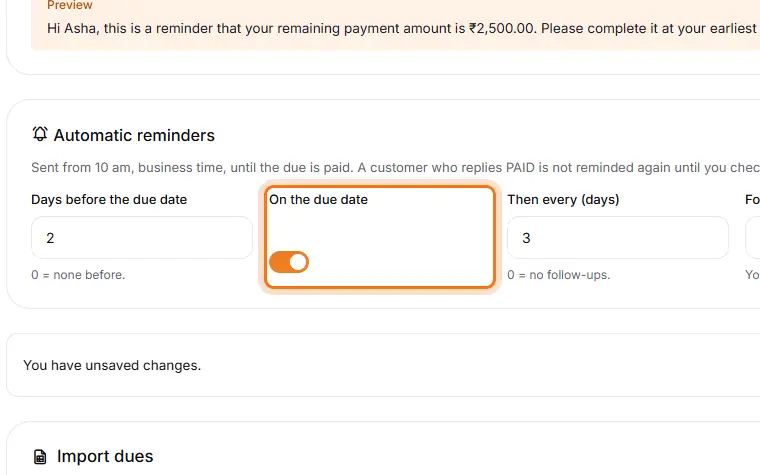 Preview
Hi Asha, this is a reminder that your remaining payment amount is ₹2,500.00. Please complete it at your earliest
Automatic reminders
Sent from 10 am, business time, until the due is paid. A customer who replies PAID is not reminded again until you chec
Days before the due date
On the due date
Then every (days)
Fo
2
3
0 = none before.
0 = no follow-ups.
Yo
You have unsaved changes.
Import dues